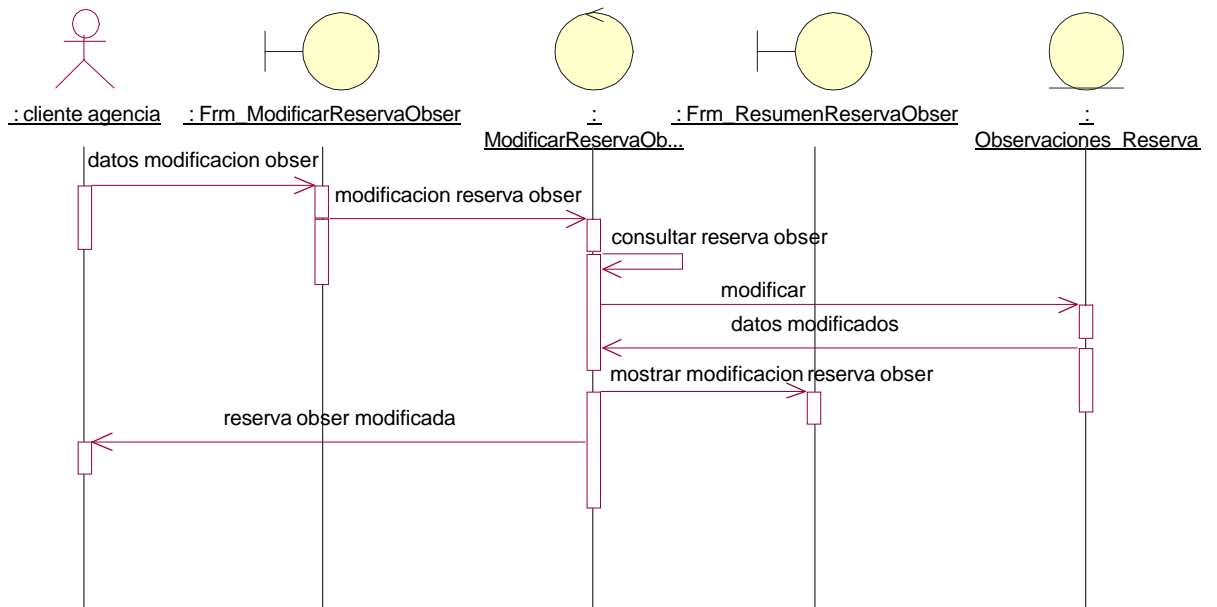 : cliente agencia
: Frm_ModificarReservaObser
:
ModificarReservaOb...
: Frm_ResumenReservaObser
:
Observaciones_Reserva
datos modificacion obser
modificacion reserva obser
consultar reserva obser
modificar
datos modificados
mostrar modificacion reserva obser
reserva obser modificada